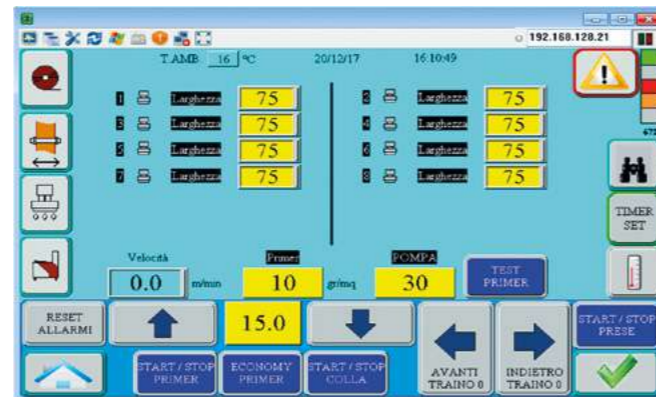 192.168.128.21
T.AMB 16 °C 20/12/17 16:10:49
1 Larghezza 75 2 Larghezza 75
3 Larghezza 75 4 Larghezza 75
5 Larghezza 75 6 Larghezza 75
7 Larghezza 75 8 Larghezza 75
TIMER
SET
Velocità Primer POMPA
0.0 m/min 10 gr/mq 30
TEST
PRIMER
RESET
ALLARMI
15.0
START / STOP
PRESE
START / STOP
PRIMER
ECONOMY
PRIMER
START / STOP
COLLA
AVANTI
TRAINO 0
INDIETRO
TRAINO 0